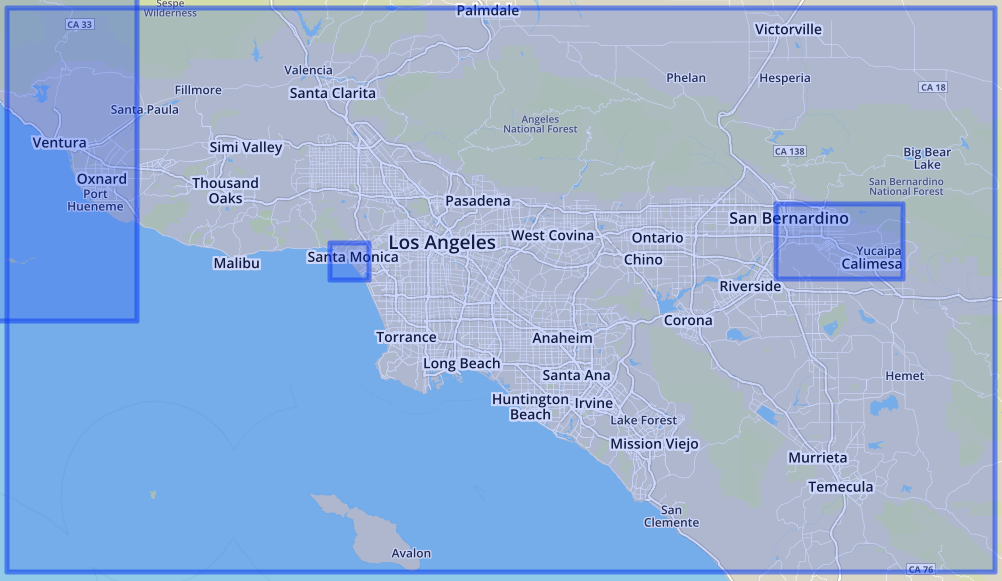 Sespe
Wilderness
Palmdale
CA 33
Victorville
Valencia
Phelan
Hesperia
Fillmore
Santa Clarita
CA 18
Santa Paula
Angeles
National Forest
Ventura
Simi Valley
CA 138
Big Bear
Lake
Oxnard
Thousand
Oaks
San Bernardino
National Forest
Port
Hueneme
Pasadena
San Bernardino
Los Angeles
West Covina
Ontario
Yucaipa
Calimesa
Malibu
Santa Monica
Chino
Riverside
Corona
Torrance
Anaheim
Long Beach
Santa Ana
Hemet
Huntington
Beach
Irvine
Lake Forest
Mission Viejo
Murrieta
Temecula
San
Clemente
Avalon
CA 76